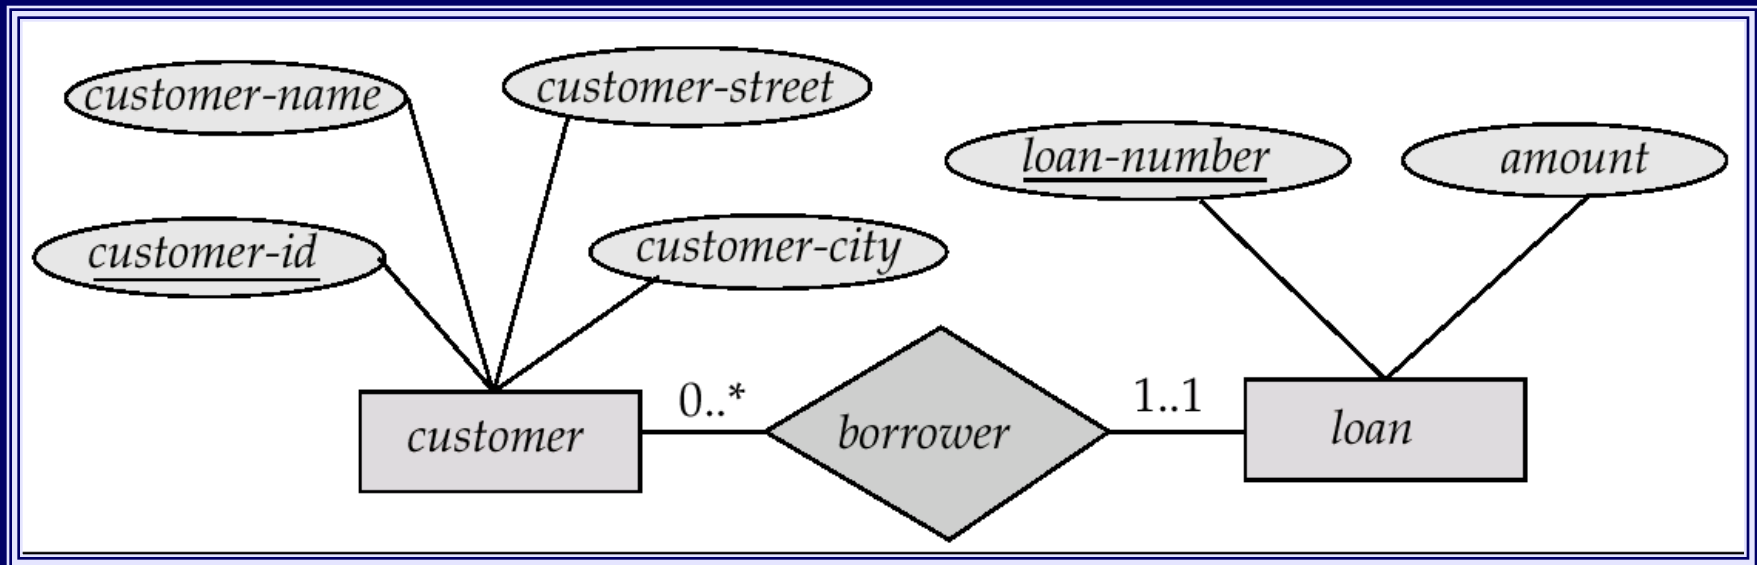 customer-name
customer-street
loan-number
amount
customer-id
customer-city
customer
0..*
borrower
1..1
loan